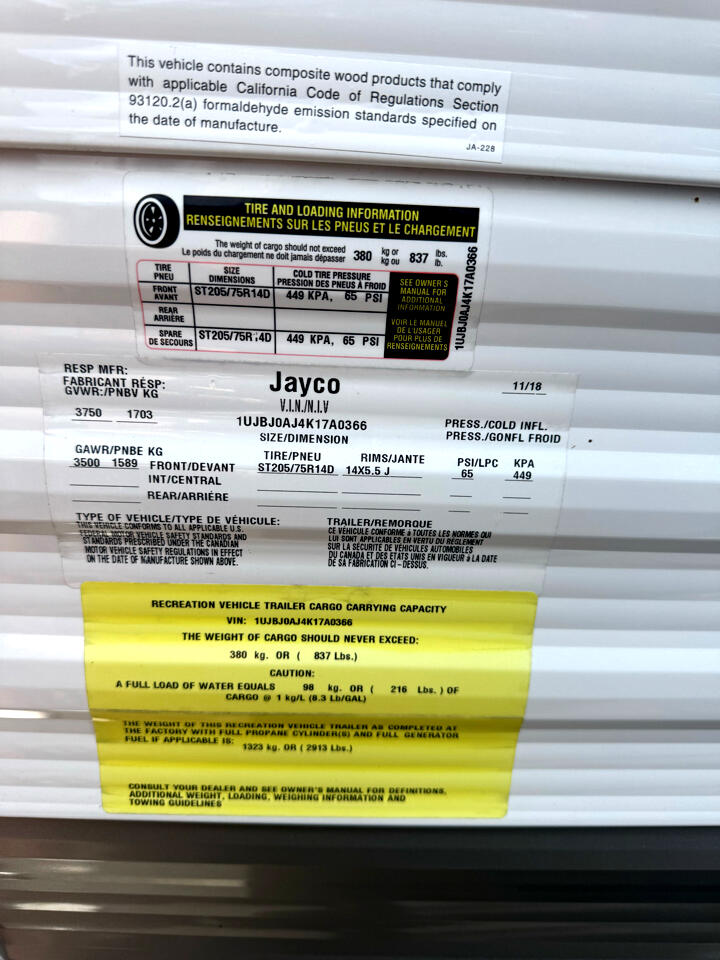 This vehicle contains composite wood products that comply
with applicable California Code of Regulations Section
93120.2(a) formaldehyde emission standards specified on
the date of manufacture.
JA-228
TIRE AND LOADING INFORMATION
RENSEIGNEMENTS SUR LES PNEUS ET LE CHARGEMENT
The weight of cargo should not exceed
Le poids du chargement ne doit jamais dépasser 380 kg or kg ou 837 lbs. lb.
TIRE PNEU SIZE DIMENSIONS COLD TIRE PRESSURE PRESSION DES PNEUS À FROID
FRONT AVANT ST205/75R14D 449 KPA, 65 PSI
REAR ARRIÈRE
SPARE DE SECOURS ST205/75R14D 449 KPA, 65 PSI
SEE OWNER'S
MANUAL FOR
ADDITIONAL
INFORMATION
VOIR LE MANUEL
DE L'USAGER
POUR PLUS DE
RENSEIGNEMENTS
1UJBJ0AJ4K17A0366
RESP MFR:
FABRICANT RÉSP:
GVWR:/PNBV KG
3750 1703
Jayco
11/18
V.I.N./N.I.V
1UJBJ0AJ4K17A0366
SIZE/DIMENSION
PRESS./COLD INFL.
PRESS./GONFL FROID
GAWR/PNBE KG TIRE/PNEU RIMS/JANTE PSI/LPC KPA
3500 1589 FRONT/DEVANT ST205/75R14D 14X5.5 J 65 449
INT/CENTRAL
REAR/ARRIÈRE
TYPE OF VEHICLE/TYPE DE VÉHICULE: TRAILER/REMORQUE
THIS VEHICLE CONFORMS TO ALL APPLICABLE U.S.
FEDERAL MOTOR VEHICLE SAFETY STANDARDS AND
STANDARDS PRESCRIBED UNDER THE CANADIAN
MOTOR VEHICLE SAFETY REGULATIONS IN EFFECT
ON THE DATE OF MANUFACTURE SHOWN ABOVE.
CE VÉHICULE CONFORME à TOUTES LES NORMES QUI
LUI SONT APPLICABLES EN VERTU DU RÈGLEMENT
SUR LA SÉCURITÉ DE VÉHICULES AUTOMOBILES
DU CANADA ET DES ETATS UNIS EN VIGUEUR à LA DATE
DE SA FABRICATION CI-DESSUS.
RECREATION VEHICLE TRAILER CARGO CARRYING CAPACITY
VIN: 1UJBJ0AJ4K17A0366
THE WEIGHT OF CARGO SHOULD NEVER EXCEED:
380 kg. OR ( 837 Lbs.)
CAUTION:
A FULL LOAD OF WATER EQUALS 98 kg. OR ( 216 Lbs. ) OF
CARGO @ 1 kg/L (8.3 Lb/GAL)
THE WEIGHT OF THIS RECREATION VEHICLE TRAILER AS COMPLETED AT
THE FACTORY WITH FULL PROPANE CYLINDER(S) AND FULL GENERATOR
FUEL IF APPLICABLE IS:
1323 kg. OR ( 2913 Lbs.)
CONSULT YOUR DEALER AND SEE OWNER'S MANUAL FOR DEFINITIONS,
ADDITIONAL WEIGHT, LOADING, WEIGHING INFORMATION AND
TOWING GUIDELINES